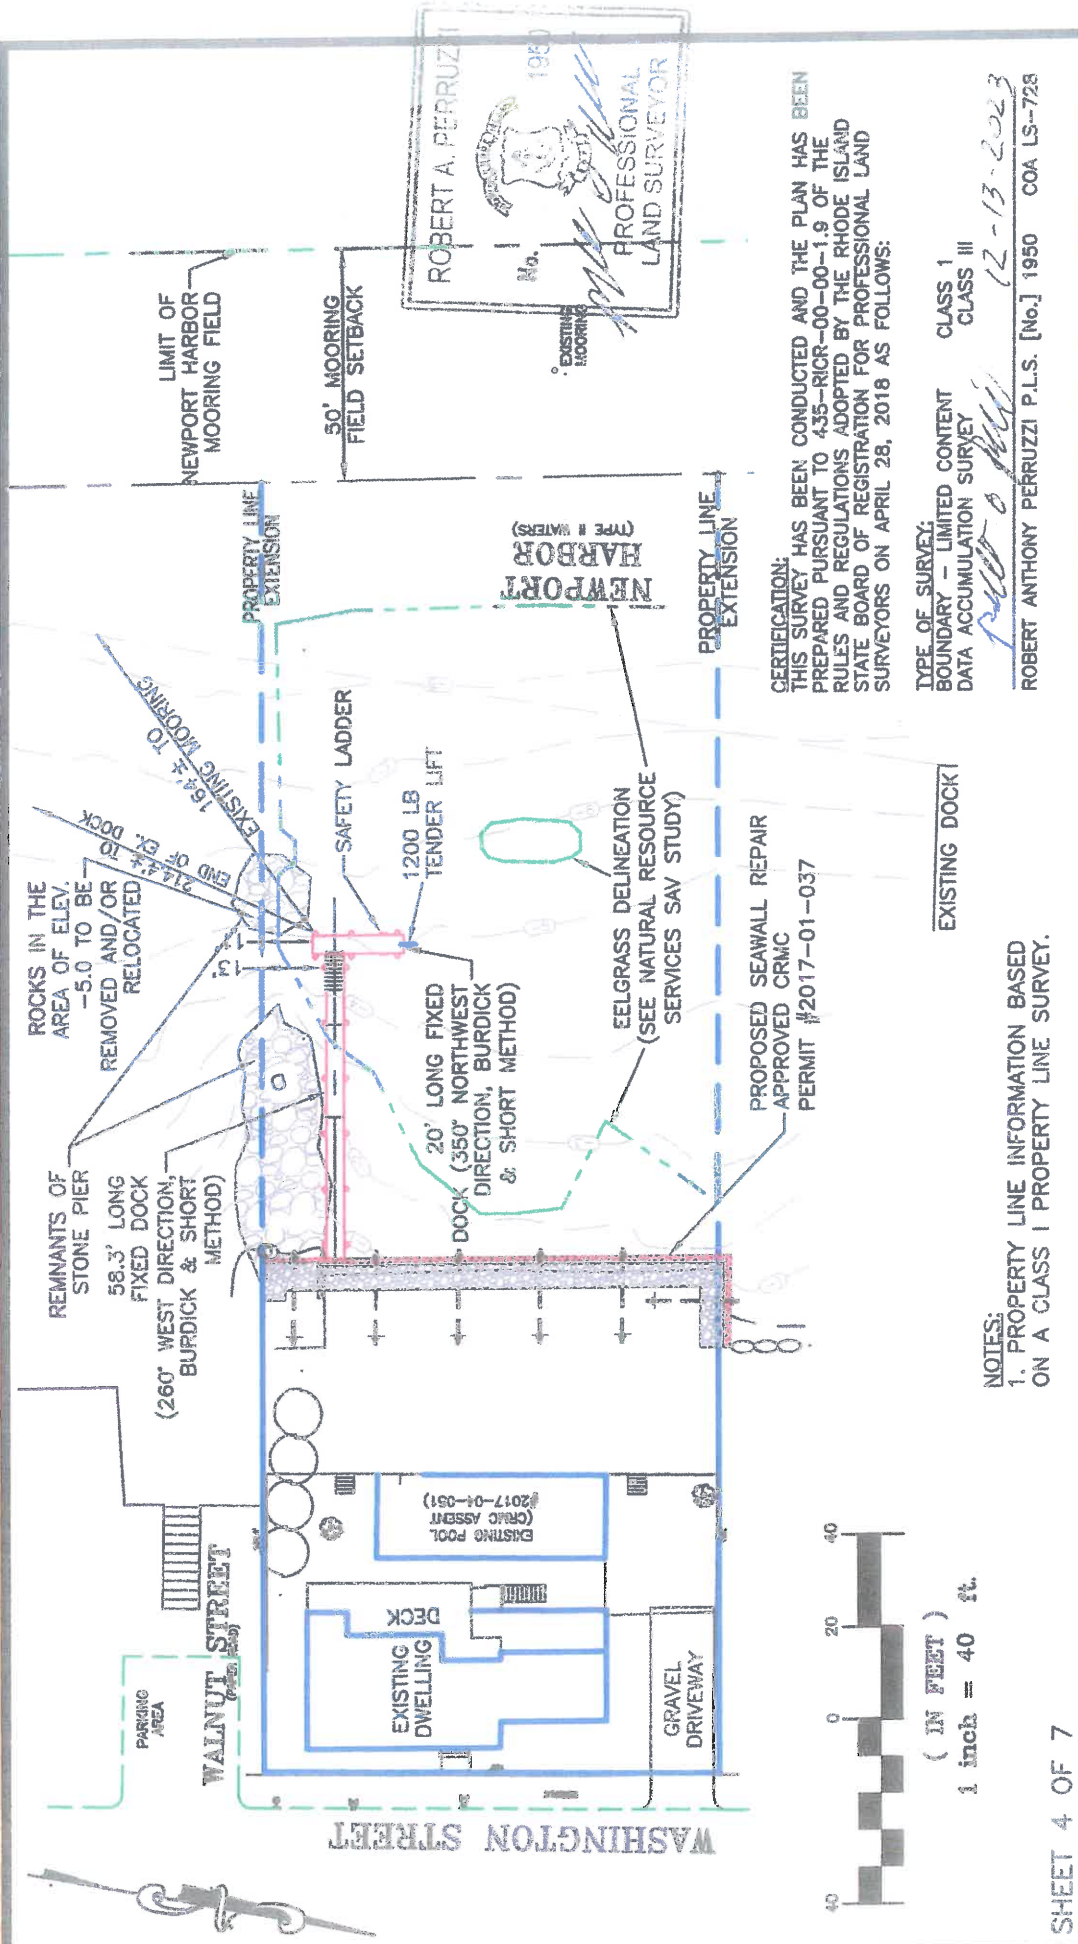 LIMIT OF
NEWPORT HARBOR
MOORING FIELD
50' MOORING
FIELD SETBACK
ROBERT A. PERRUZZI
No.
1950
PROFESSIONAL
LAND SURVEYOR
EXISTING
MOORING
PROPERTY LINE
EXTENSION
NEWPORT
HARBOR
(TYPE II WATERS)
PROPERTY LINE
EXTENSION
164'± TO
EXISTING MOORING
214.4'± TO
END OF EX. DOCK
ROCKS IN THE
AREA OF ELEV.
-5.0 TO BE
REMOVED AND/OR
RELOCATED
SAFETY LADDER
1200 LB
TENDER LIFT
13'
REMNANTS OF
STONE PIER
58.3' LONG
FIXED DOCK
(260° WEST DIRECTION,
BURDICK & SHORT
METHOD)
20' LONG FIXED
DOCK (350° NORTHWEST
DIRECTION, BURDICK
& SHORT METHOD)
EELGRASS DELINEATION
(SEE NATURAL RESOURCE
SERVICES SAV STUDY)
PROPOSED SEAWALL REPAIR
APPROVED CRMC
PERMIT #2017-01-037
EXISTING DOCK
EXISTING POOL
(CRMC ASSENT
#2017-04-051)
DECK
EXISTING
DWELLING
GRAVEL
DRIVEWAY
PARKING
AREA
WALNUT STREET
WASHINGTON STREET
CERTIFICATION:
THIS SURVEY HAS BEEN CONDUCTED AND THE PLAN HAS BEEN
PREPARED PURSUANT TO 435-RICR-00-00-1.9 OF THE
RULES AND REGULATIONS ADOPTED BY THE RHODE ISLAND
STATE BOARD OF REGISTRATION FOR PROFESSIONAL LAND
SURVEYORS ON APRIL 28, 2018 AS FOLLOWS:
TYPE OF SURVEY:
BOUNDARY - LIMITED CONTENT CLASS 1
DATA ACCUMULATION SURVEY CLASS III
12-13-2023
ROBERT ANTHONY PERRUZZI P.L.S. [No.] 1950 COA LS-728
NOTES:
1. PROPERTY LINE INFORMATION BASED
ON A CLASS I PROPERTY LINE SURVEY.
40 0 20 40
( IN FEET )
1 inch = 40 ft.
SHEET 4 OF 7